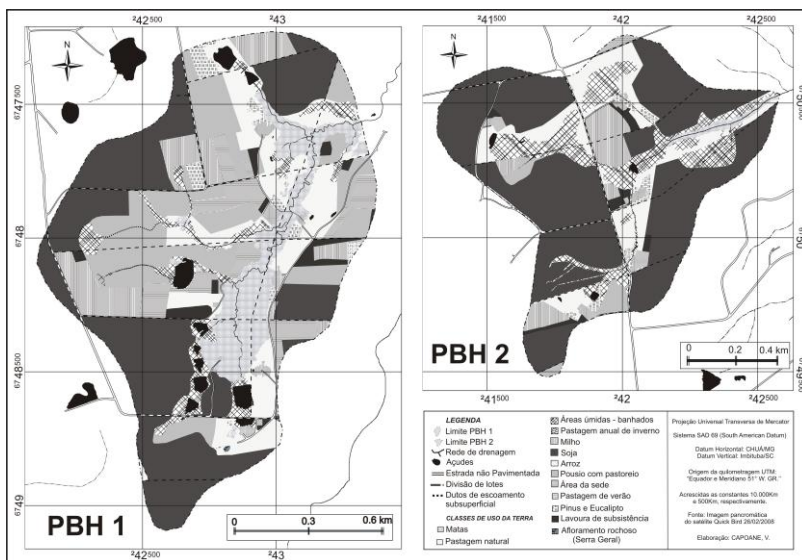 ²42500
²43
N
6747500
6748
6748500
6749
PBH 1
0
0.3
0.6 km
²42500
²43
²41500
²42
²42500
N
PBH 2
0
0.2
0.4 km
²41500
²42
²42500
LEGENDA
Limite PBH 1
Limite PBH 2
Rede de drenagem
Açudes
Estrada não Pavimentada
Divisão de lotes
Dutos de escoamento
subsuperficial
CLASSES DE USO DA TERRA
Matas
Pastagem natural
Áreas úmidas - banhados
Pastagem anual de inverno
Milho
Soja
Arroz
Pousio com pastoreio
Área da sede
Pastagem de verão
Pinus e Eucalipto
Lavoura de subsistência
Afloramento rochoso
(Serra Geral)
Projeção Universal Transversa de Mercator
Sistema SAD 69 (South American Datum)
Datum Horizontal: CHUÁ/MG
Datum Vertical: Imbituba/SC
Origem da quilometragem UTM:
"Equador e Meridiano 51° W. GR."
Acrescidas as constantes 10.000Km
e 500Km, respectivamente.
Fonte: Imagem pancromática
do satélite Quick Bird 26/02/2008
Elaboração: CAPOANE, V.